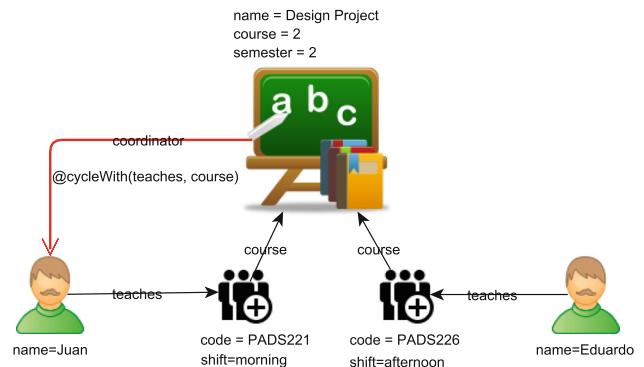 name = Design Project
course = 2
semester = 2
a b c
coordinator
@cycleWith(teaches, course)
course
course
teaches
teaches
name=Juan
code = PADS221
shift=morning
code = PADS226
shift=afternoon
name=Eduardo